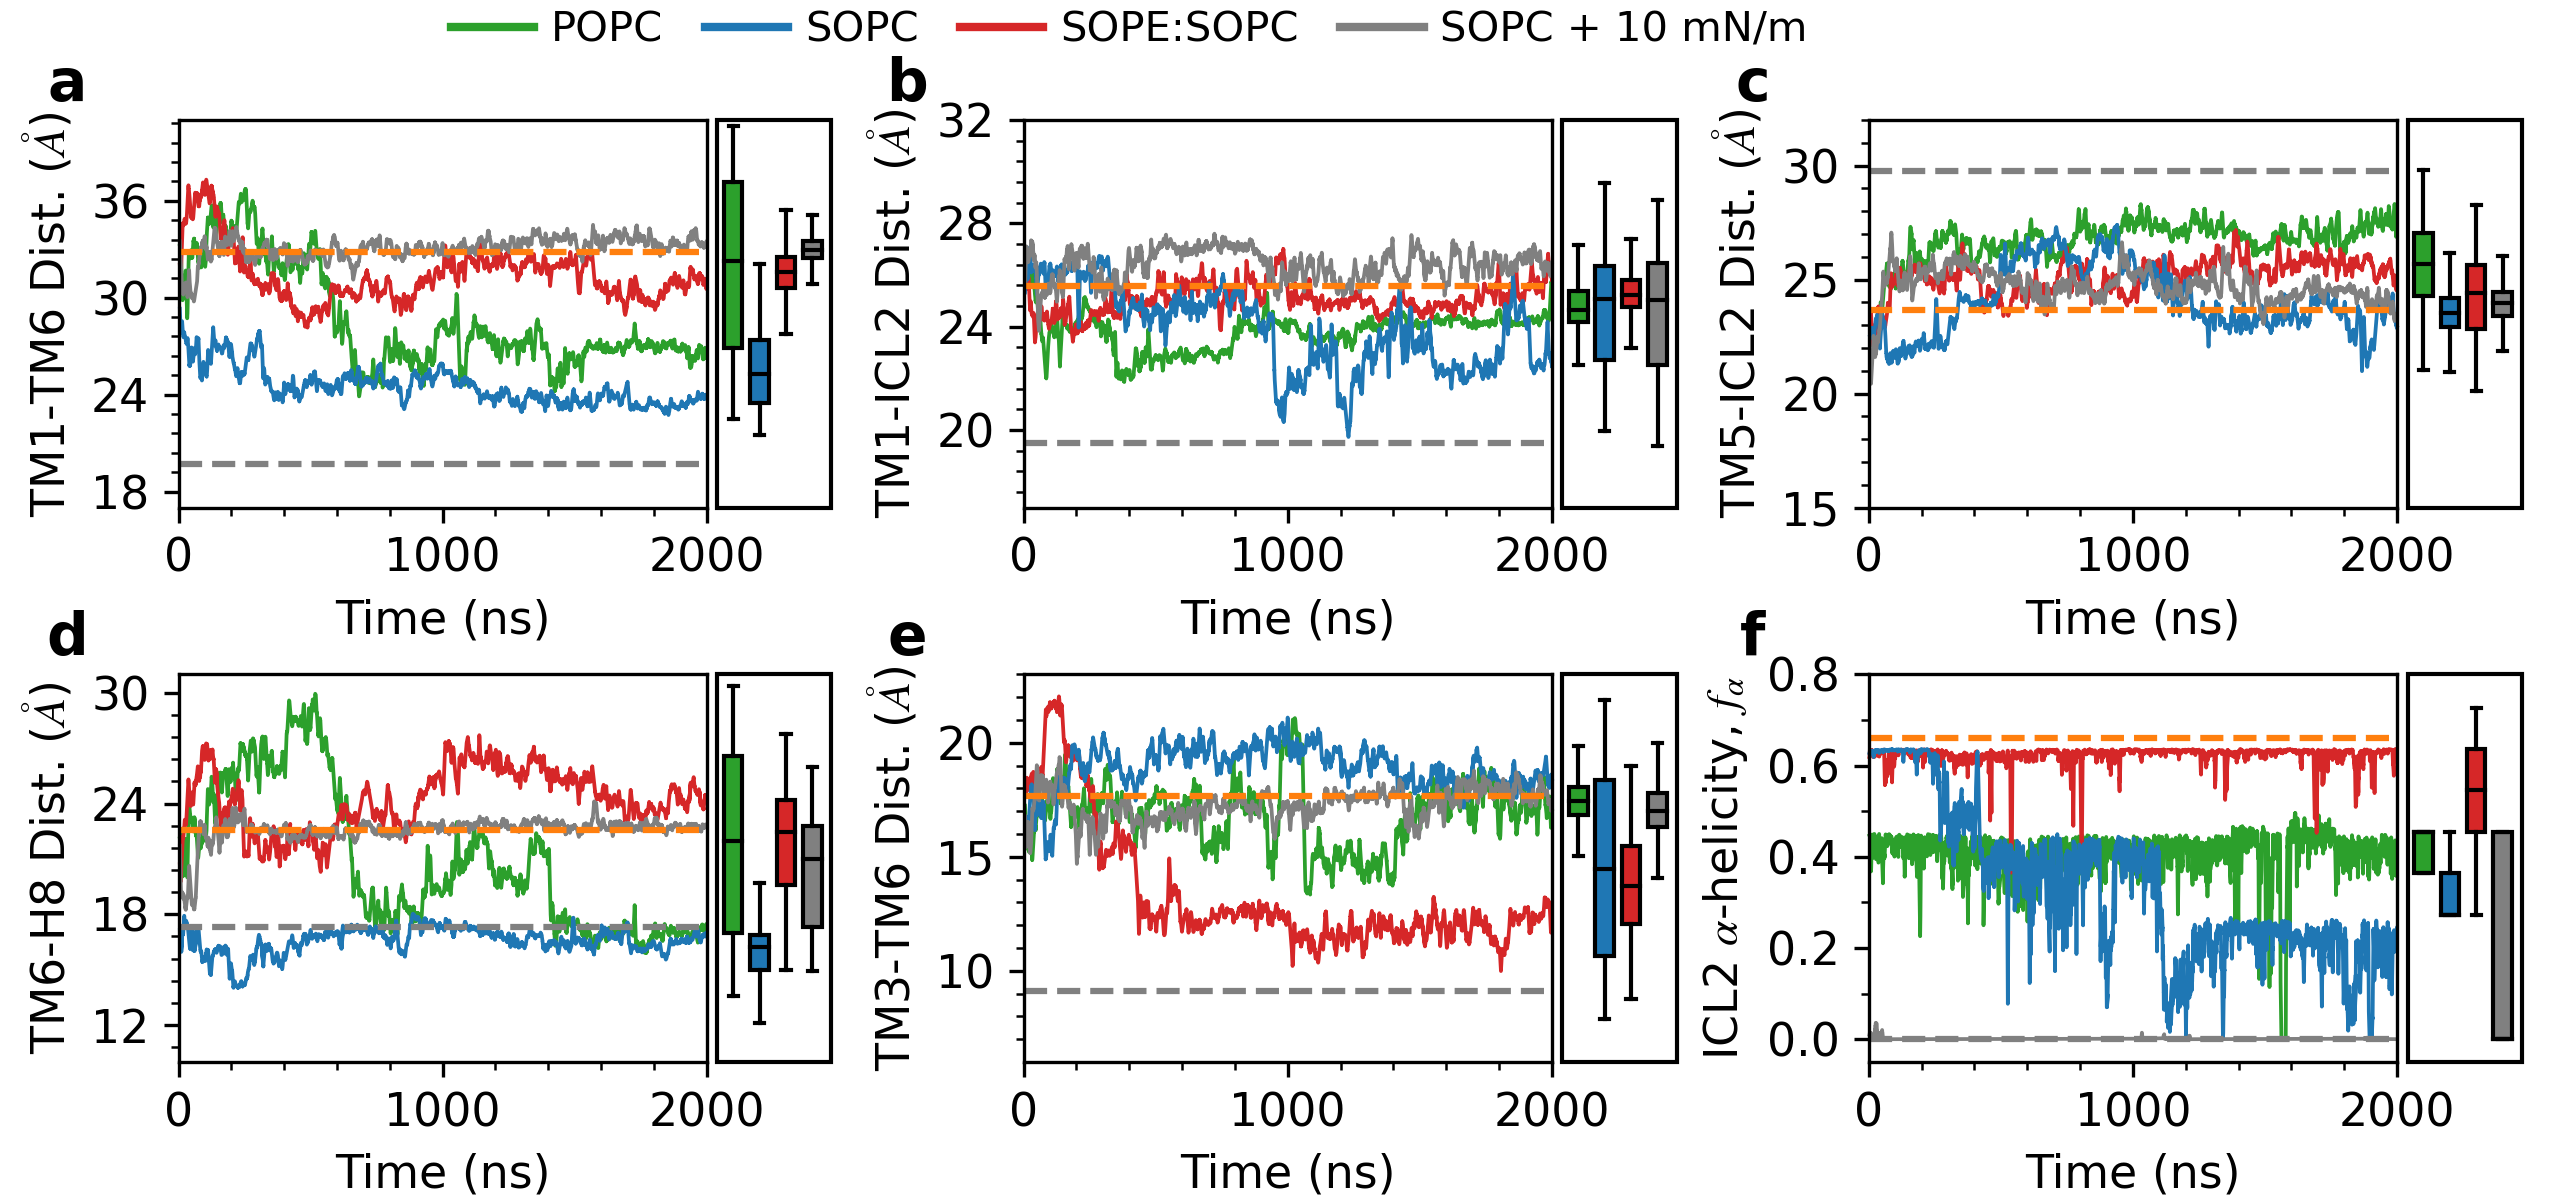 POPC SOPC SOPE:SOPC SOPC + 10 mN/m
a
TM1-TM6 Dist. (Å)
36
30
24
18
0 1000 2000
Time (ns)
b
TM1-ICL2 Dist. (Å)
32
28
24
20
0 1000 2000
Time (ns)
c
TM5-ICL2 Dist. (Å)
30
25
20
15
0 1000 2000
Time (ns)
d
TM6-H8 Dist. (Å)
30
24
18
12
0 1000 2000
Time (ns)
e
TM3-TM6 Dist. (Å)
20
15
10
0 1000 2000
Time (ns)
f
ICL2 α-helicity, fα
0.8
0.6
0.4
0.2
0.0
0 1000 2000
Time (ns)